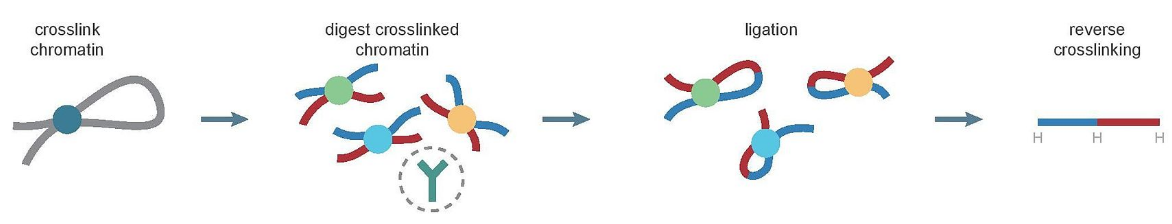 crosslink
chromatin
digest crosslinked
chromatin
ligation
reverse
crosslinking
H H H